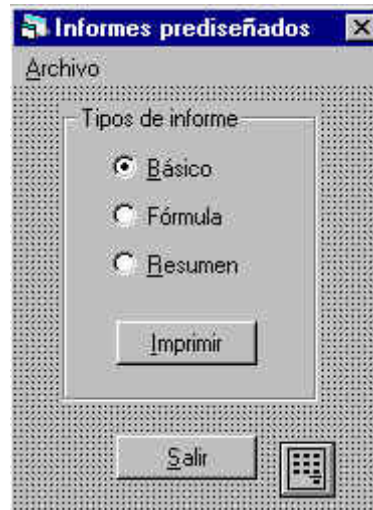 Informes prediseñados
Archivo
Tipos de informe
Básico
Fórmula
Resumen
Imprimir
Salir